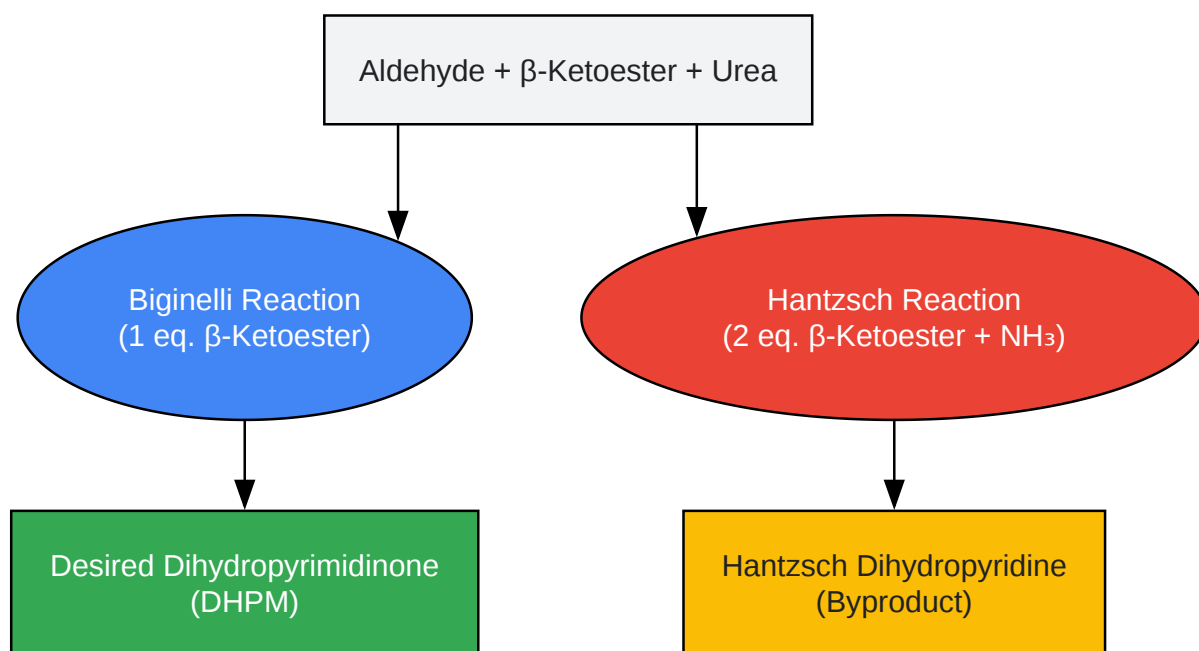 Aldehyde + β-Ketoester + Urea
Biginelli Reaction
(1 eq. β-Ketoester)
Hantzsch Reaction
(2 eq. β-Ketoester + NH₃)
Desired Dihydropyrimidinone
(DHPM)
Hantzsch Dihydropyridine
(Byproduct)